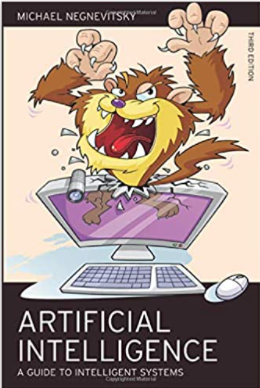 MICHAEL NEGNEVITSKY
THIRD EDITION
ARTIFICIAL
INTELLIGENCE
A GUIDE TO INTELLIGENT SYSTEMS